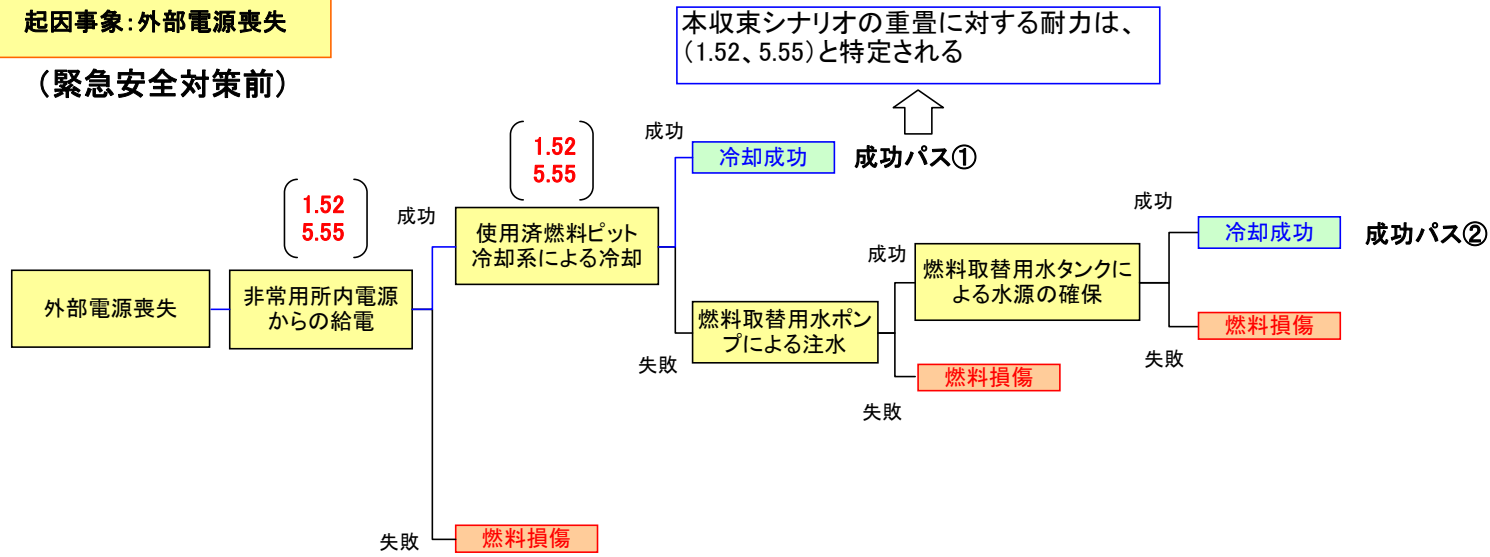 起因事象：外部電源喪失
（緊急安全対策前）
本収束シナリオの重畳に対する耐力は、
（1.52、5.55）と特定される
成功
冷却成功
成功パス①
1.52
5.55
1.52
5.55
成功
使用済燃料ピット
冷却系による冷却
成功
冷却成功
成功パス②
成功
燃料取替用水タンクに
よる水源の確保
外部電源喪失
非常用所内電源
からの給電
燃料取替用水ポン
プによる注水
燃料損傷
失敗
失敗
燃料損傷
失敗
失敗
燃料損傷